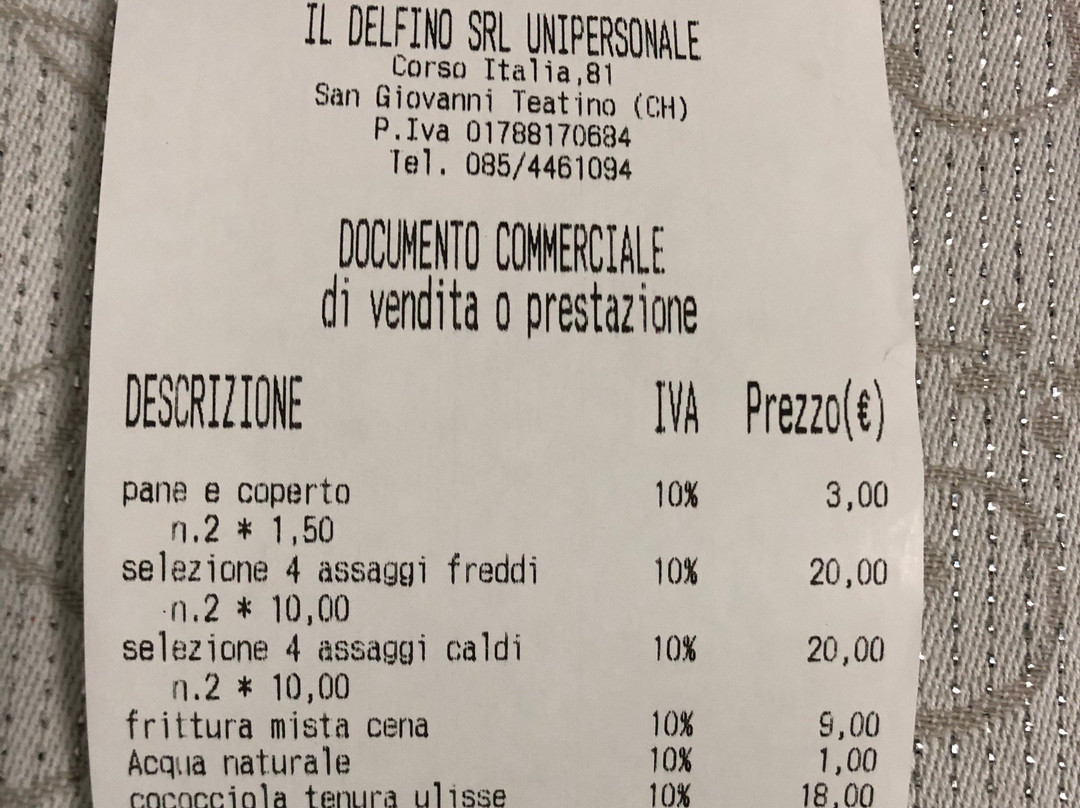 IL DELFINO SRL UNIPERSONALE
Corso Italia,81
San Giovanni Teatino (CH)
P.Iva 01788170684
Tel. 085/4461094
DOCUMENTO COMMERCIALE
di vendita o prestazione
DESCRIZIONE IVA Prezzo(€)
pane e coperto 10% 3,00
n.2 * 1,50
selezione 4 assaggi freddi 10% 20,00
n.2 * 10,00
selezione 4 assaggi caldi 10% 20,00
n.2 * 10,00
frittura mista cena 10% 9,00
Acqua naturale 10% 1,00
cococciola tenura ulisse 10% 18,00